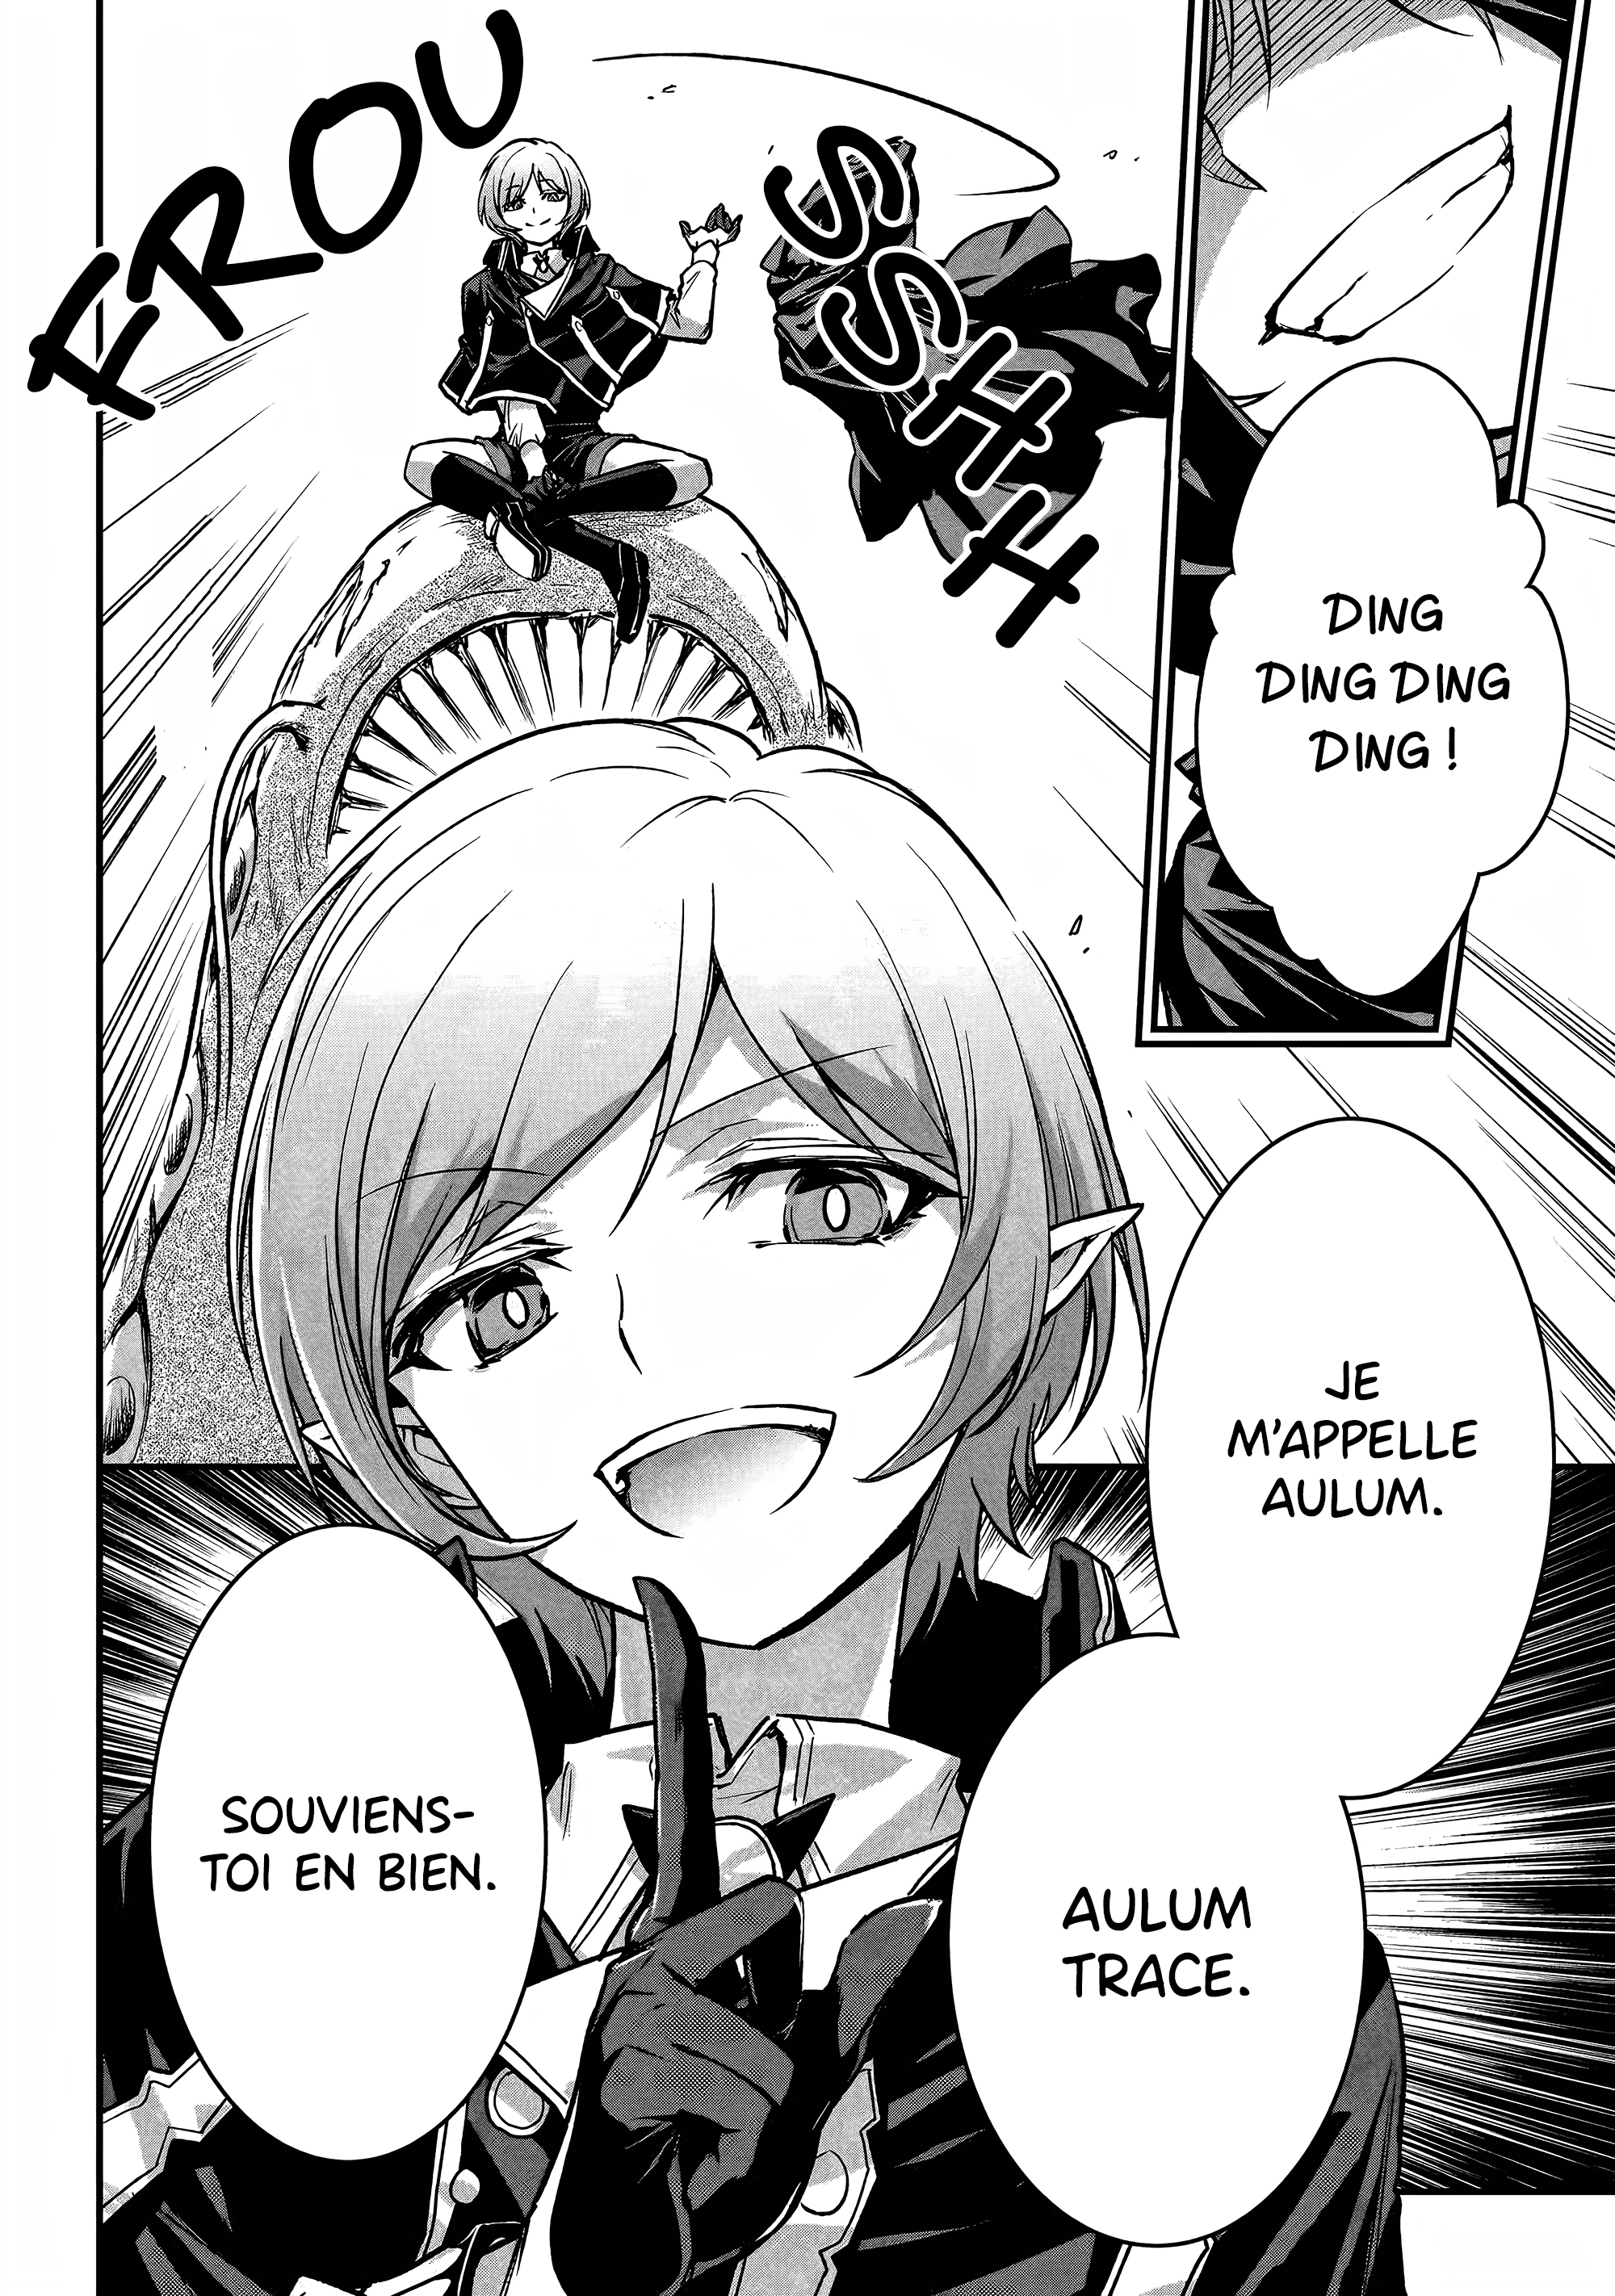 DING
DING DING
DING !
FROU
SSHH
JE
M'APPELLE
AULUM.
AULUM
TRACE.
SOUVIENS-
TOI EN BIEN.